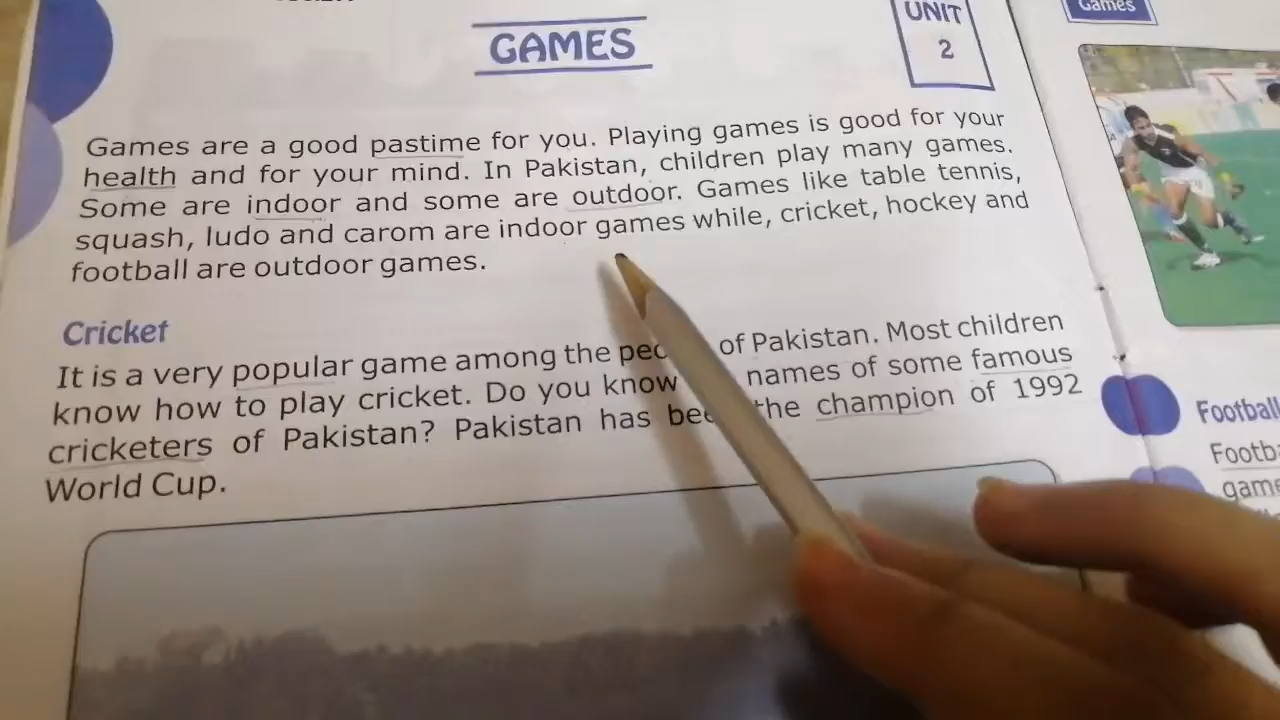 GAMES
UNIT
2
Games are a good pastime for you. Playing games is good for your
health and for your mind. In Pakistan, children play many games.
Some are indoor and some are outdoor. Games like table tennis,
squash, ludo and carom are indoor games while, cricket, hockey and
football are outdoor games.
Cricket
It is a very popular game among the of Pakistan. Most children
know how to play cricket. Do you know names of some famous
cricketers of Pakistan? Pakistan has the champion of 1992
World Cup.
Games
Football